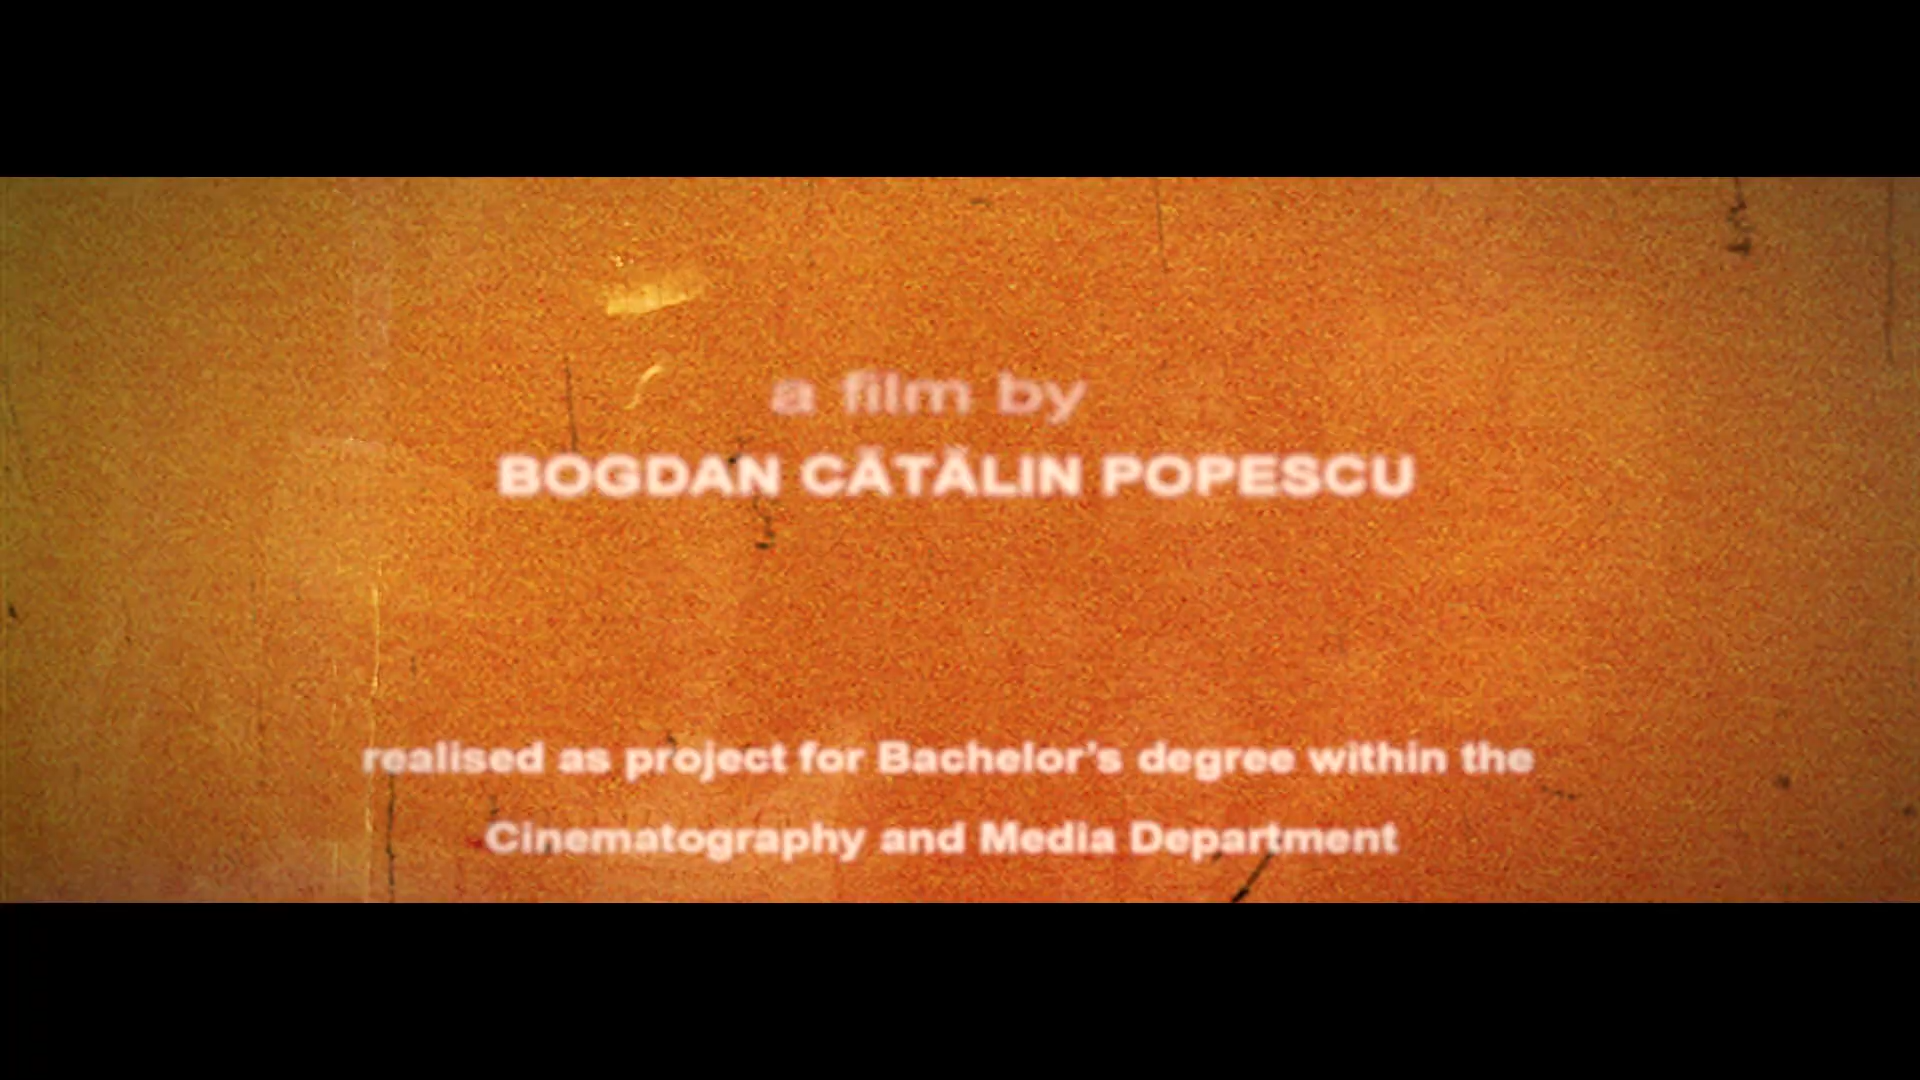 a film by
BOGDAN CĂTĂLIN POPESCU
realised as project for Bachelor's degree within the
Cinematography and Media Department